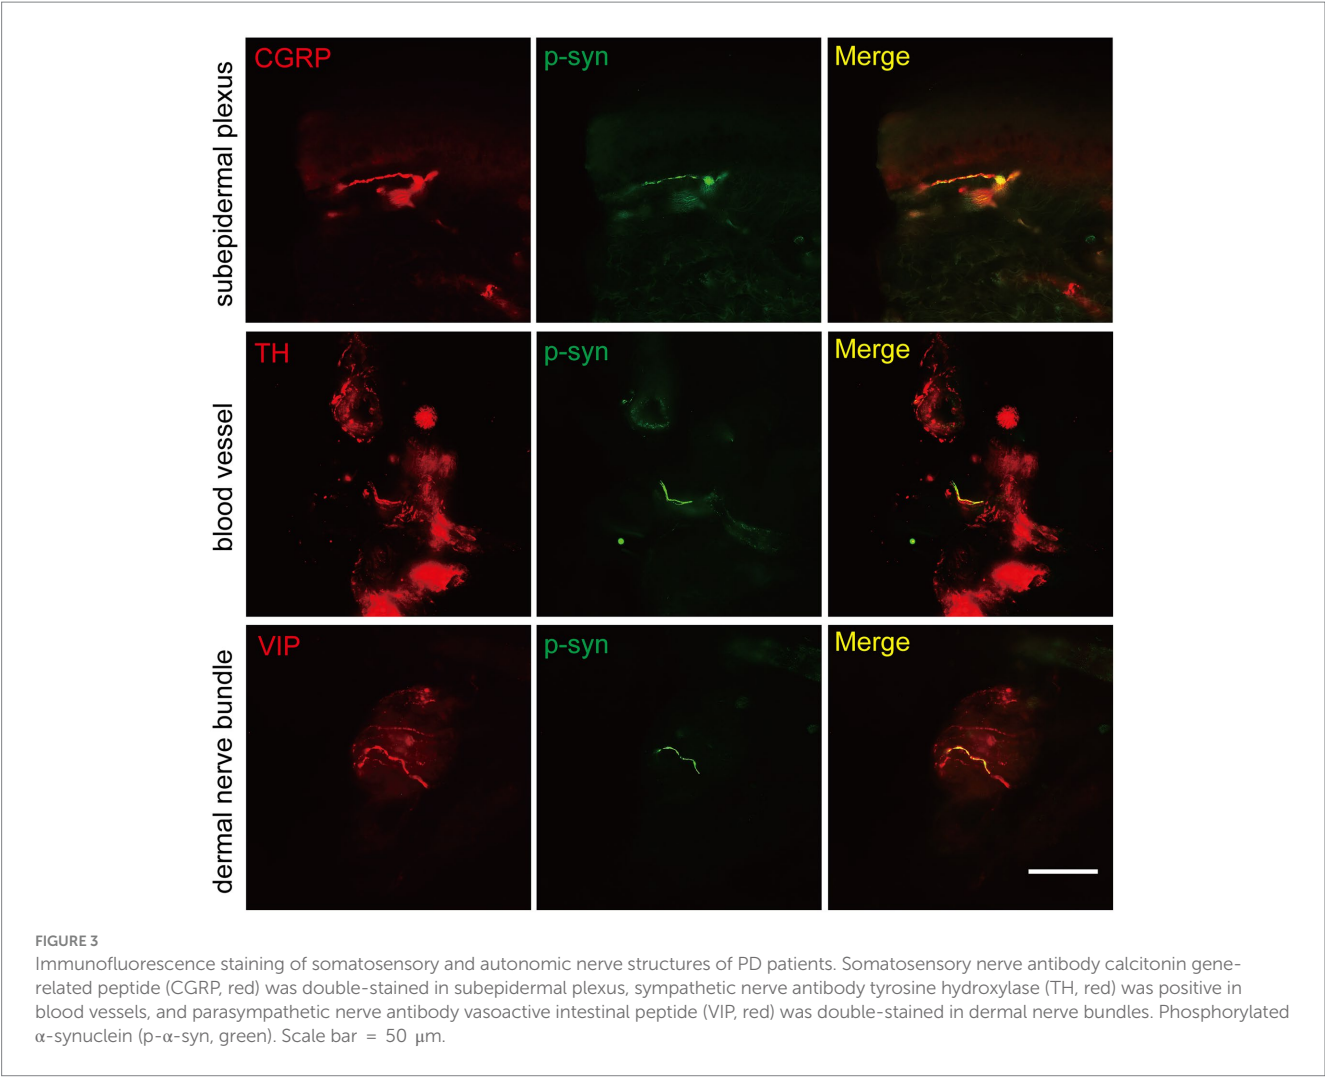 CGRP
p-syn
Merge
subepidermal plexus
TH
p-syn
Merge
blood vessel
VIP
p-syn
Merge
dermal nerve bundle
FIGURE 3
Immunofluorescence staining of somatosensory and autonomic nerve structures of PD patients. Somatosensory nerve antibody calcitonin gene-
related peptide (CGRP, red) was double-stained in subepidermal plexus, sympathetic nerve antibody tyrosine hydroxylase (TH, red) was positive in
blood vessels, and parasympathetic nerve antibody vasoactive intestinal peptide (VIP, red) was double-stained in dermal nerve bundles. Phosphorylated
α-synuclein (p-α-syn, green). Scale bar = 50 μm.